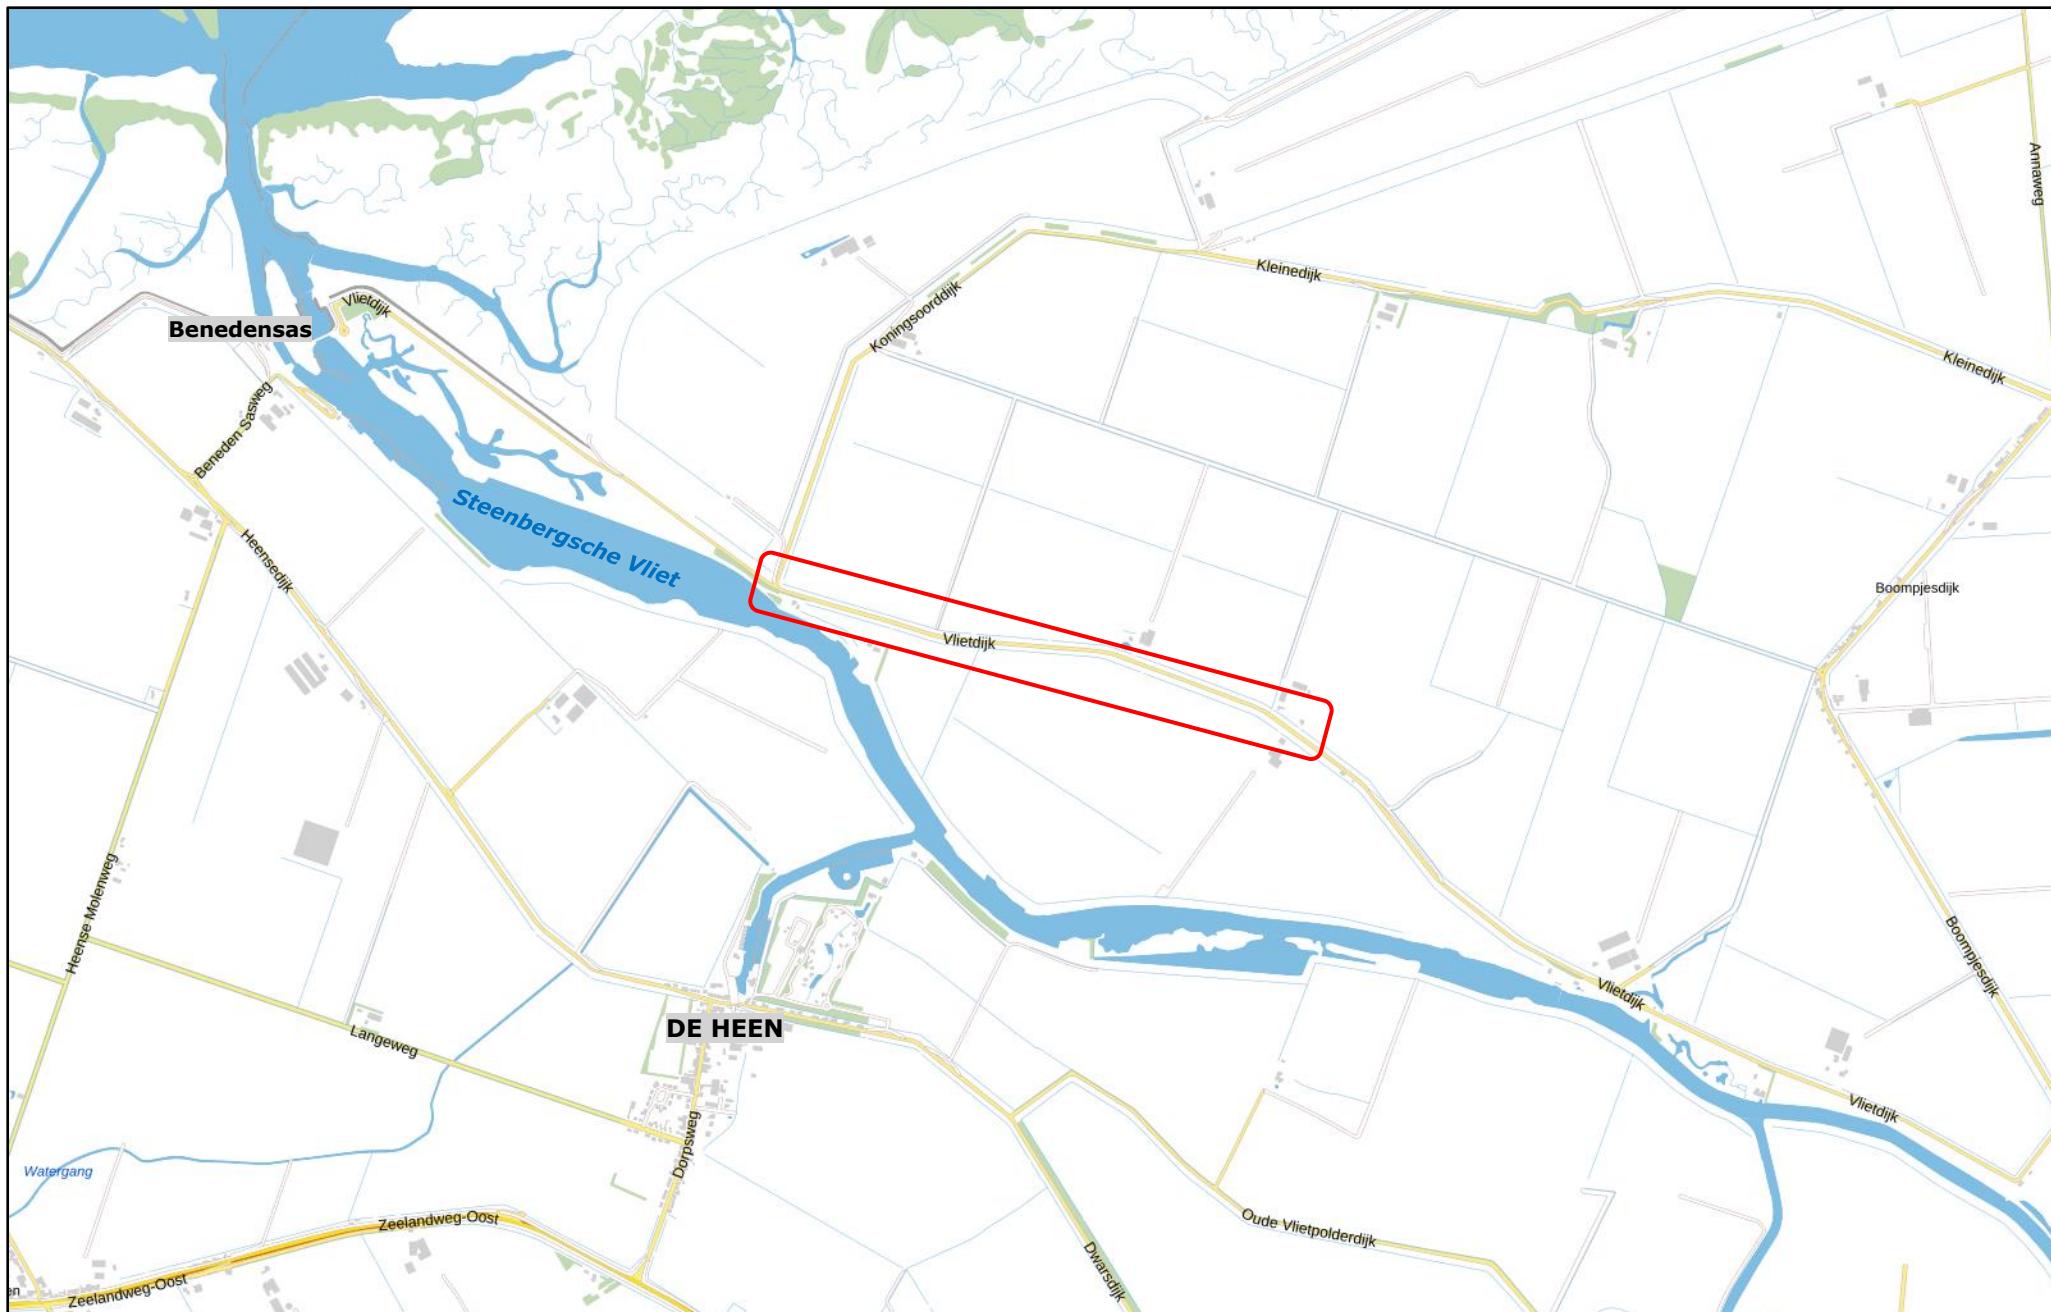 Annaweg
Kleinedijk
Vlietdijk
Benedensas
Koningsoorddijk
Kleinedijk
Beneden Sasweg
Steenbergsche Vliet
Heensedijk
Boompjesdijk
Vlietdijk
Heense Molenweg
Boompjesdijk
Vlietdijk
DE HEEN
Langeweg
Vlietdijk
Dorpsweg
Watergang
Zeelandweg-Oost
Oude Vlietpolderdijk
Dwarsdijk
en
Zeelandweg-Oost